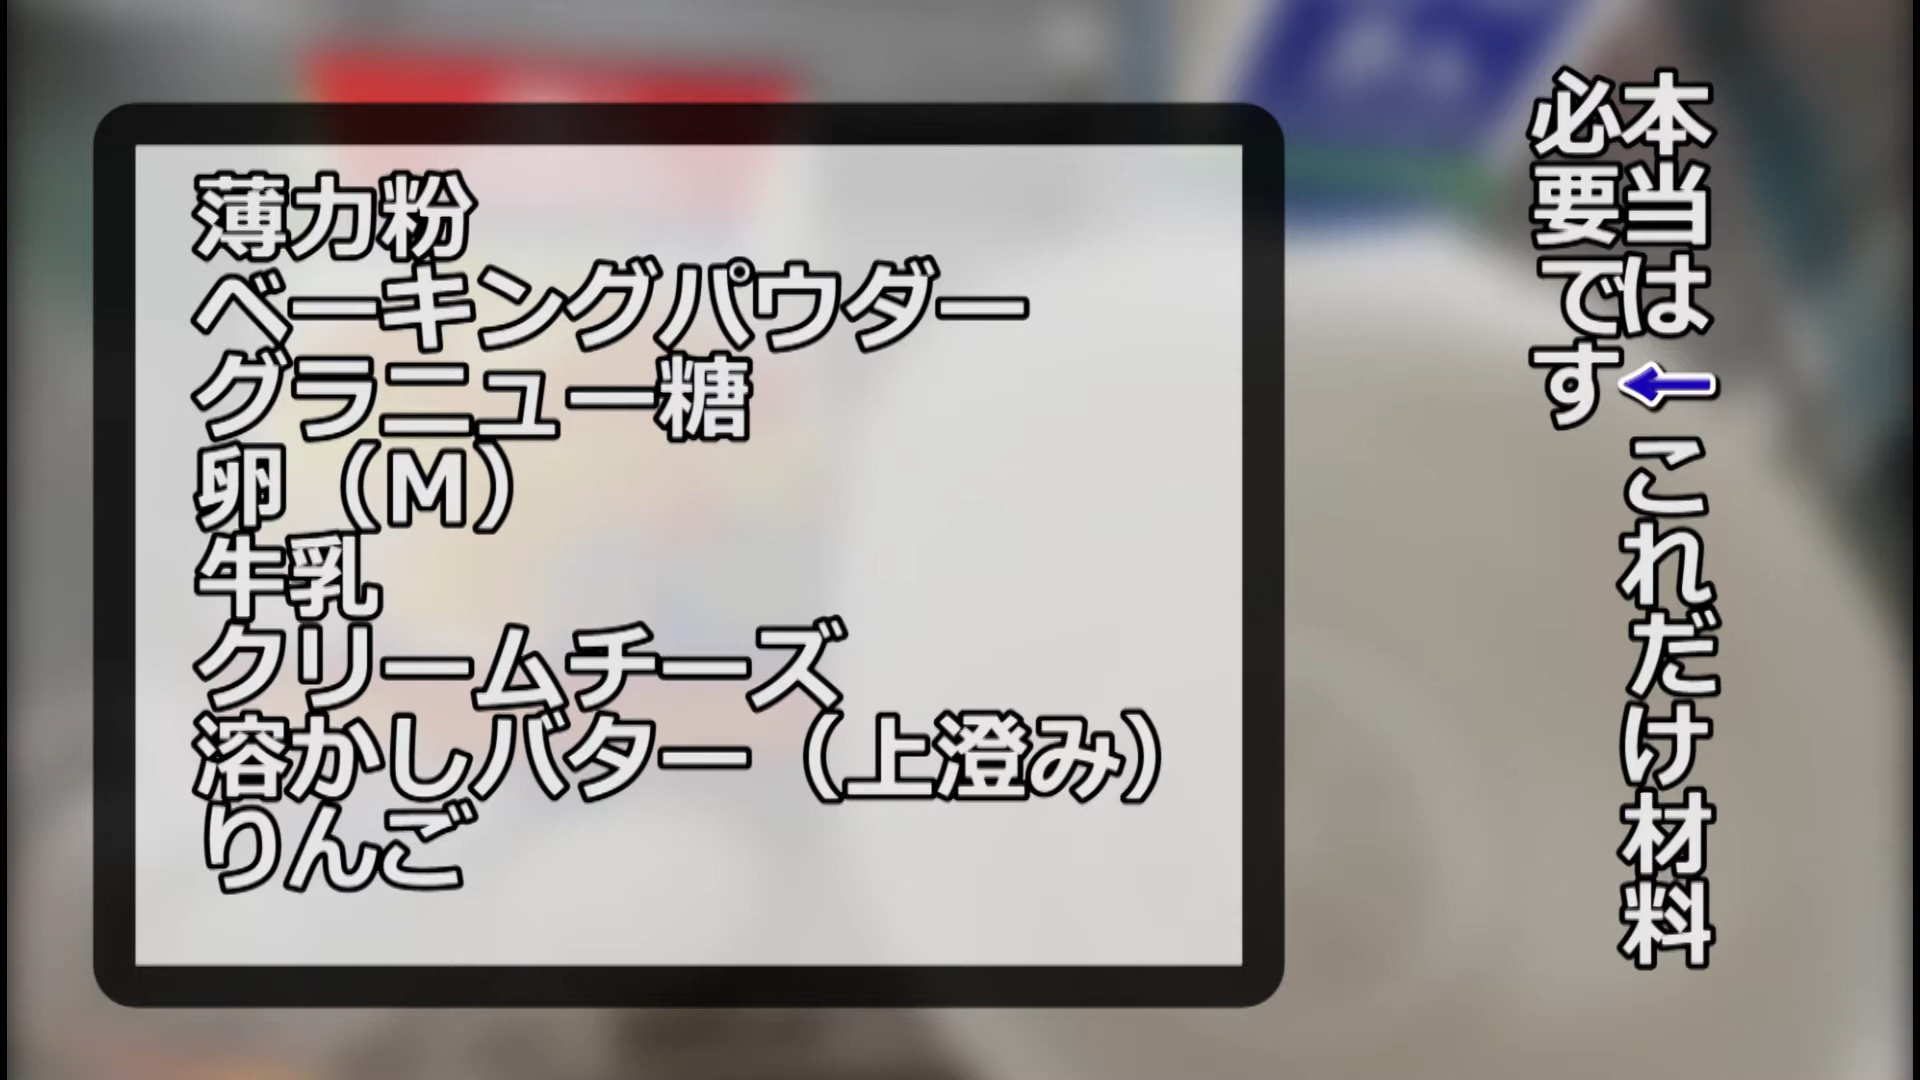 薄力粉
ベーキングパウダー
グラニュー糖
卵（M）
牛乳
クリームチーズ
溶かしバター（上澄み）
りんご
本当は←これだけ材料
必要です